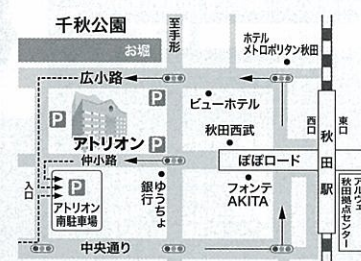 千秋公園
至手形
お堀
ホテル
メトロポリタン秋田
広小路
P
P
ビューホテル
アトリオン
P
秋田西武
西口
秋田駅
東口
仲小路
ぽぽロード
入口
P
アトリオン
南駐車場
ゆうちょ
銀行
フォンテ
AKITA
アルヴェ
秋田拠点センター
中央通り